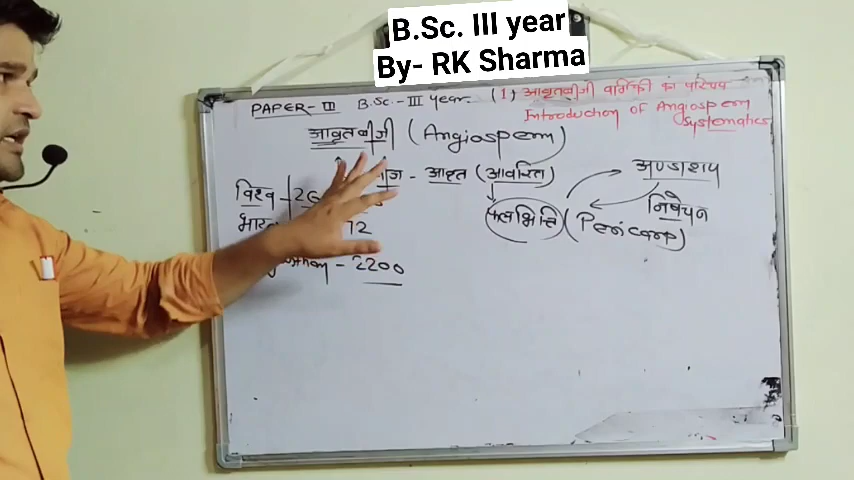 B.Sc. III year
By- RK Sharma
PAPER-III B.Sc.-III Year. (1) आवृतबीजी वर्गिकी का परिचय
Introduction of Angiosperm
Systematics
आवृतबीजी (Angiosperm)
- आवृत (आवरित) अण्डाशय
विश्व -
फलभित्ति (Pericarp) निषेचन
72
- 2200